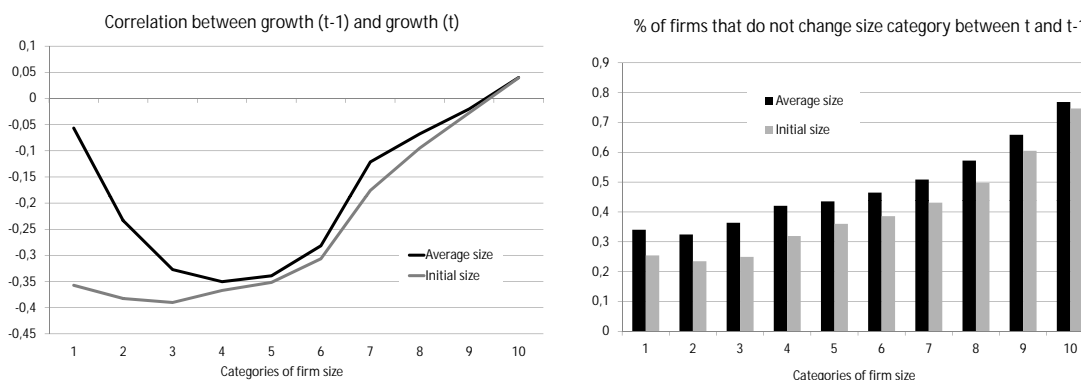 Correlation between growth (t-1) and growth (t)
0,1
0,05
0
-0,05
-0,1
-0,15
-0,2
-0,25
-0,3
-0,35
-0,4
-0,45
Average size
Initial size
1 2 3 4 5 6 7 8 9 10
Categories of firm size
% of firms that do not change size category between t and t-1
0,9
0,8
0,7
0,6
0,5
0,4
0,3
0,2
0,1
0
Average size
Initial size
1 2 3 4 5 6 7 8 9 10
Categories of firm size